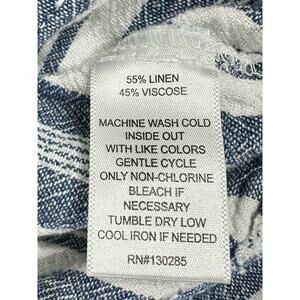 55% LINEN
45% VISCOSE
MACHINE WASH COLD
INSIDE OUT
WITH LIKE COLORS
GENTLE CYCLE
ONLY NON-CHLORINE
BLEACH IF
NECESSARY
TUMBLE DRY LOW
COOL IRON IF NEEDED
RN#130285